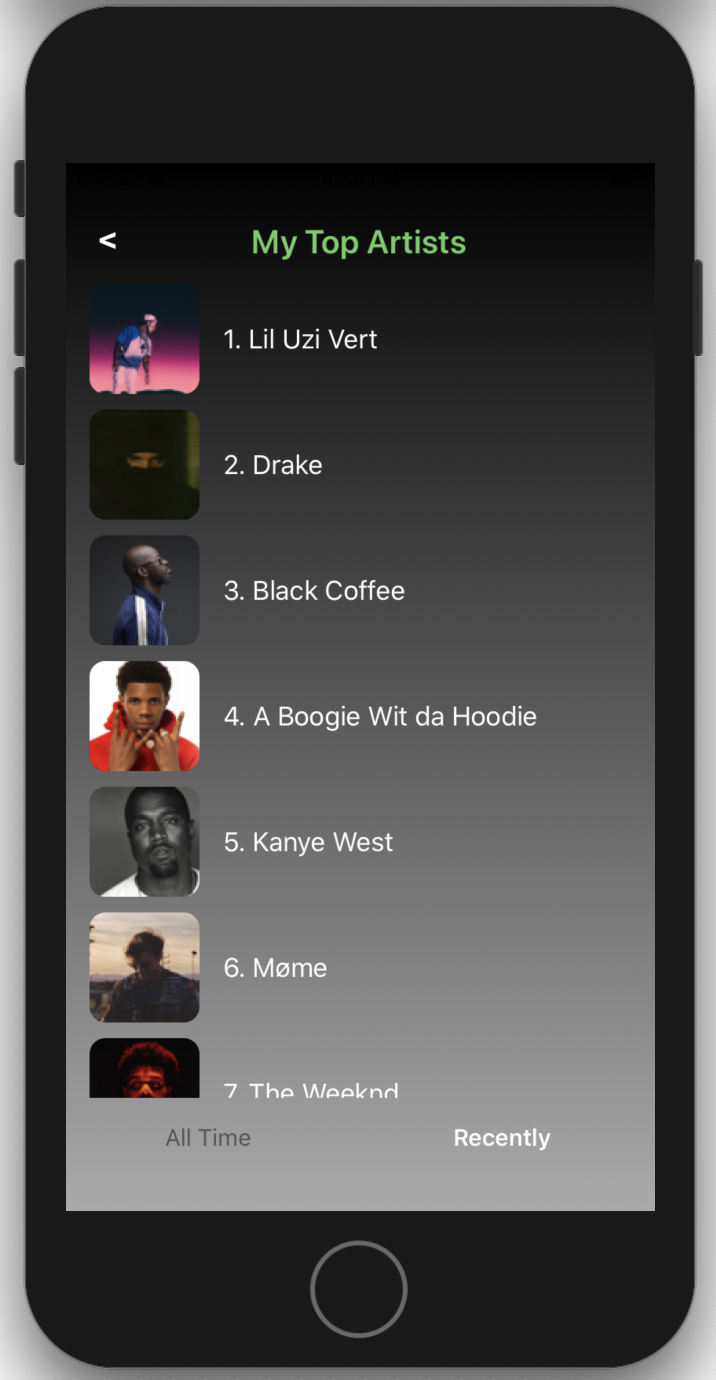 <
My Top Artists
1. Lil Uzi Vert
2. Drake
3. Black Coffee
4. A Boogie Wit da Hoodie
5. Kanye West
6. Møme
7. The Weeknd
All Time
Recently